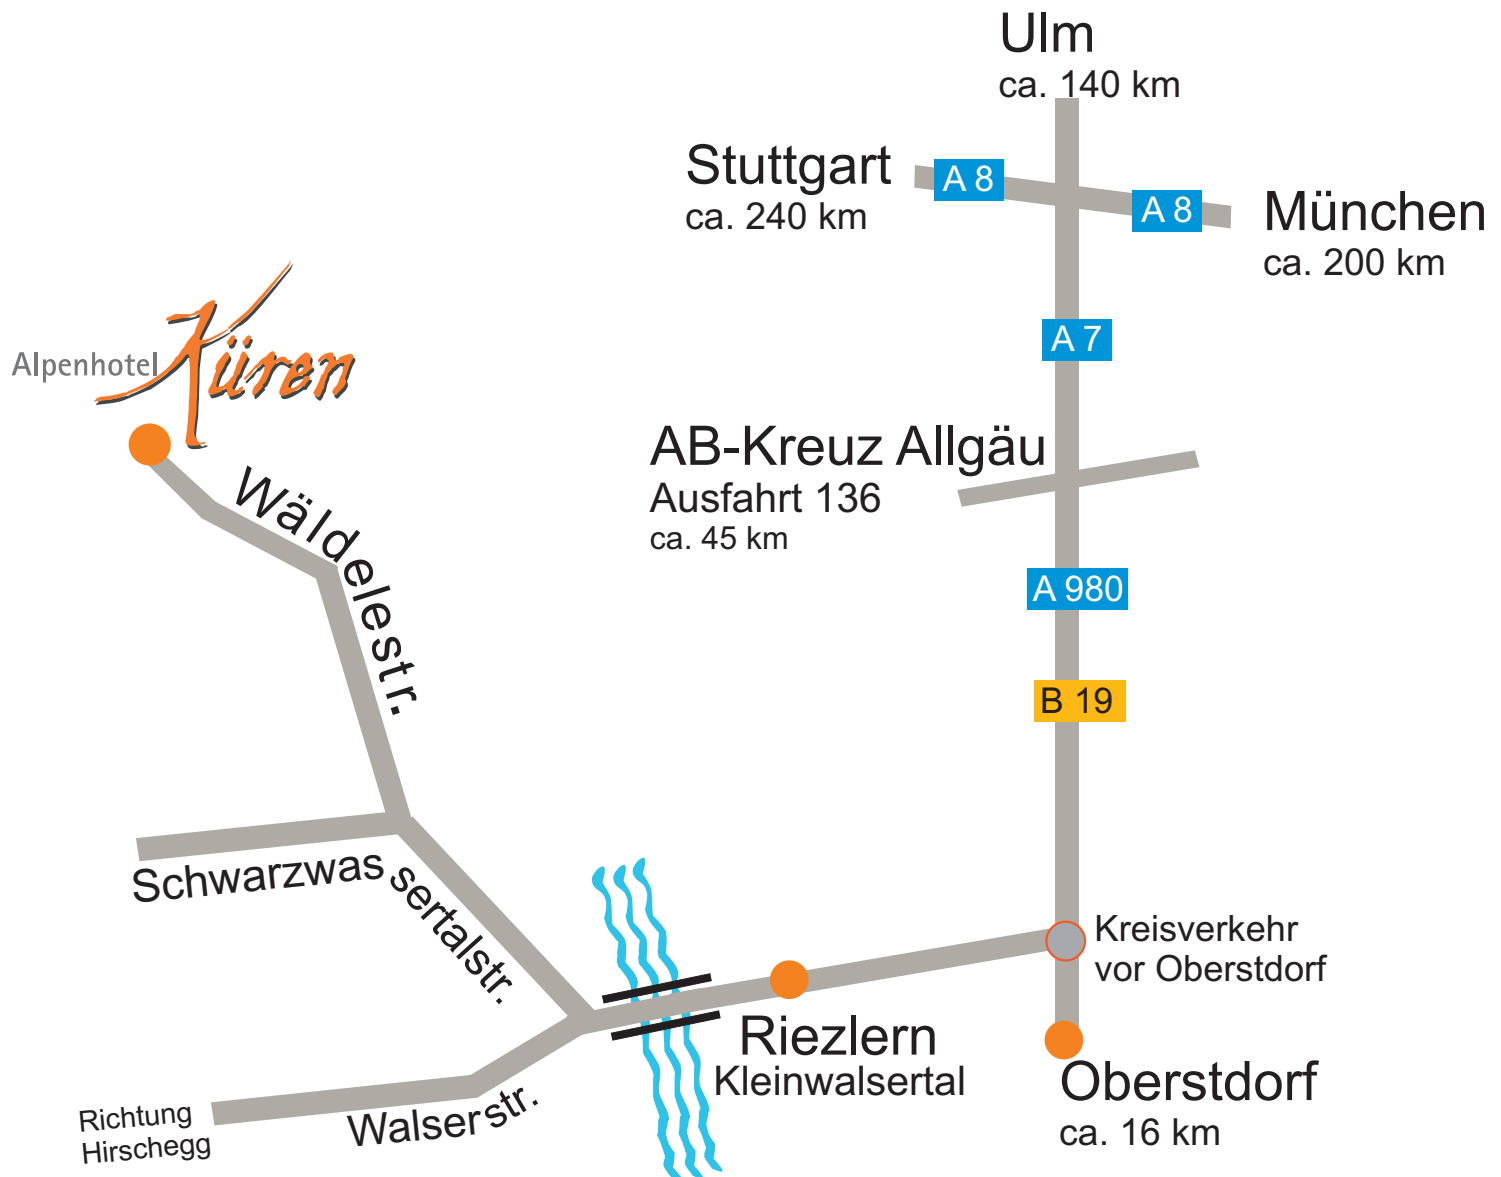 Ulm
ca. 140 km
Stuttgart
ca. 240 km
A 8
A 8
München
ca. 200 km
A 7
Alpenhotel Küren
AB-Kreuz Allgäu
Ausfahrt 136
ca. 45 km
Wäldelestr.
A 980
B 19
Schwarzwassertalstr.
Kreisverkehr
vor Oberstdorf
Riezlern
Kleinwalsertal
Oberstdorf
ca. 16 km
Walserstr.
Richtung
Hirschegg